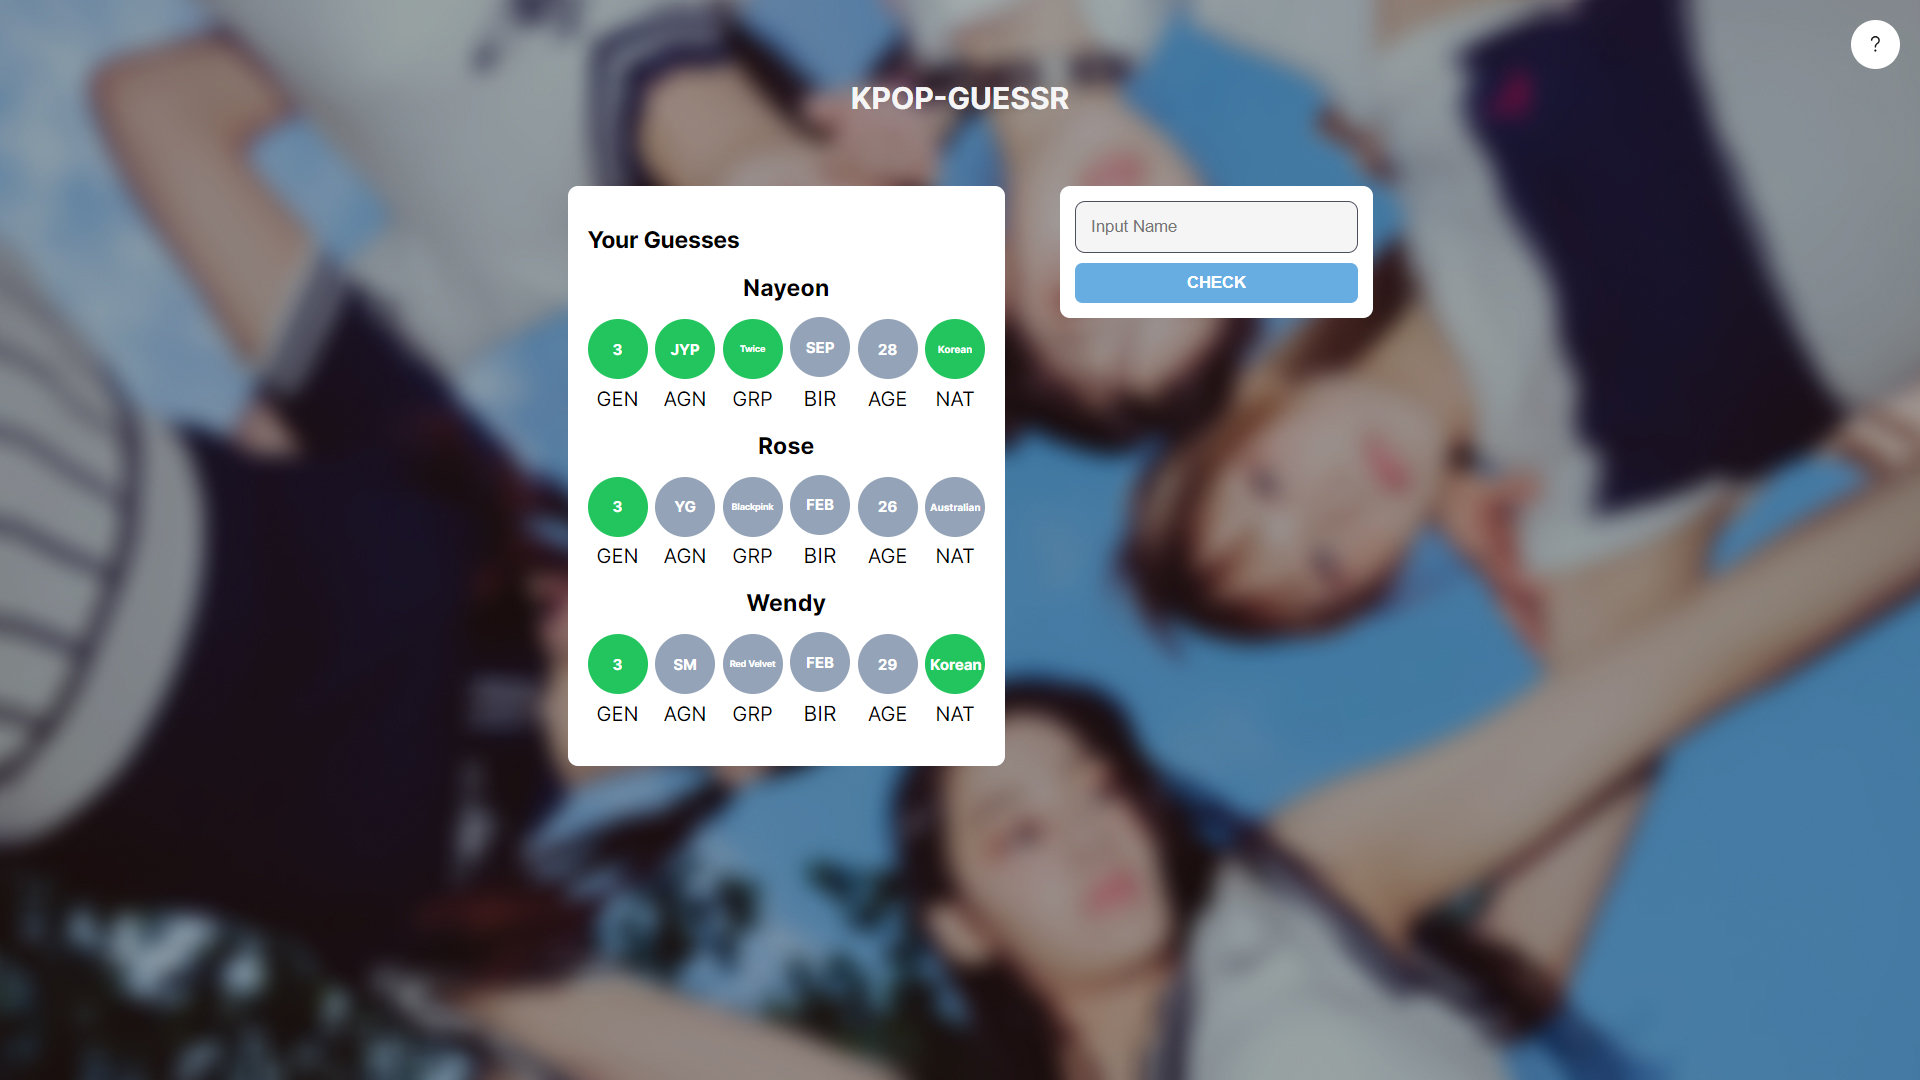 ?
KPOP-GUESSR
Your Guesses
Nayeon
3 JYP Twice SEP 28 Korean
GEN AGN GRP BIR AGE NAT
Rose
3 YG Blackpink FEB 26 Australian
GEN AGN GRP BIR AGE NAT
Wendy
3 SM Red Velvet FEB 29 Korean
GEN AGN GRP BIR AGE NAT
Input Name
CHECK